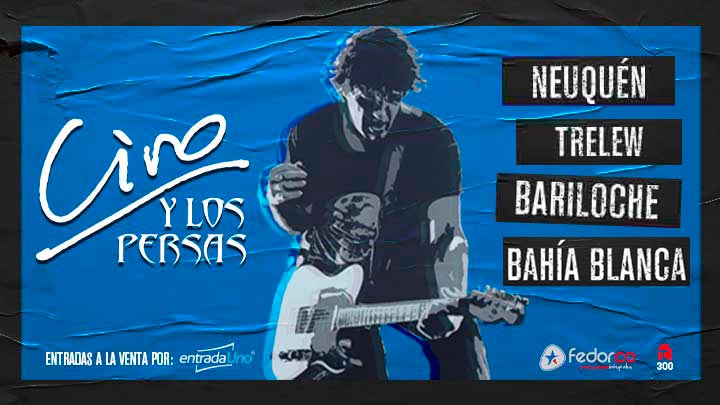 Ciro
Y LOS
PERSAS
NEUQUÉN
TRELEW
BARILOCHE
BAHÍA BLANCA
ENTRADAS A LA VENTA POR: entradaUno
fedorco
300